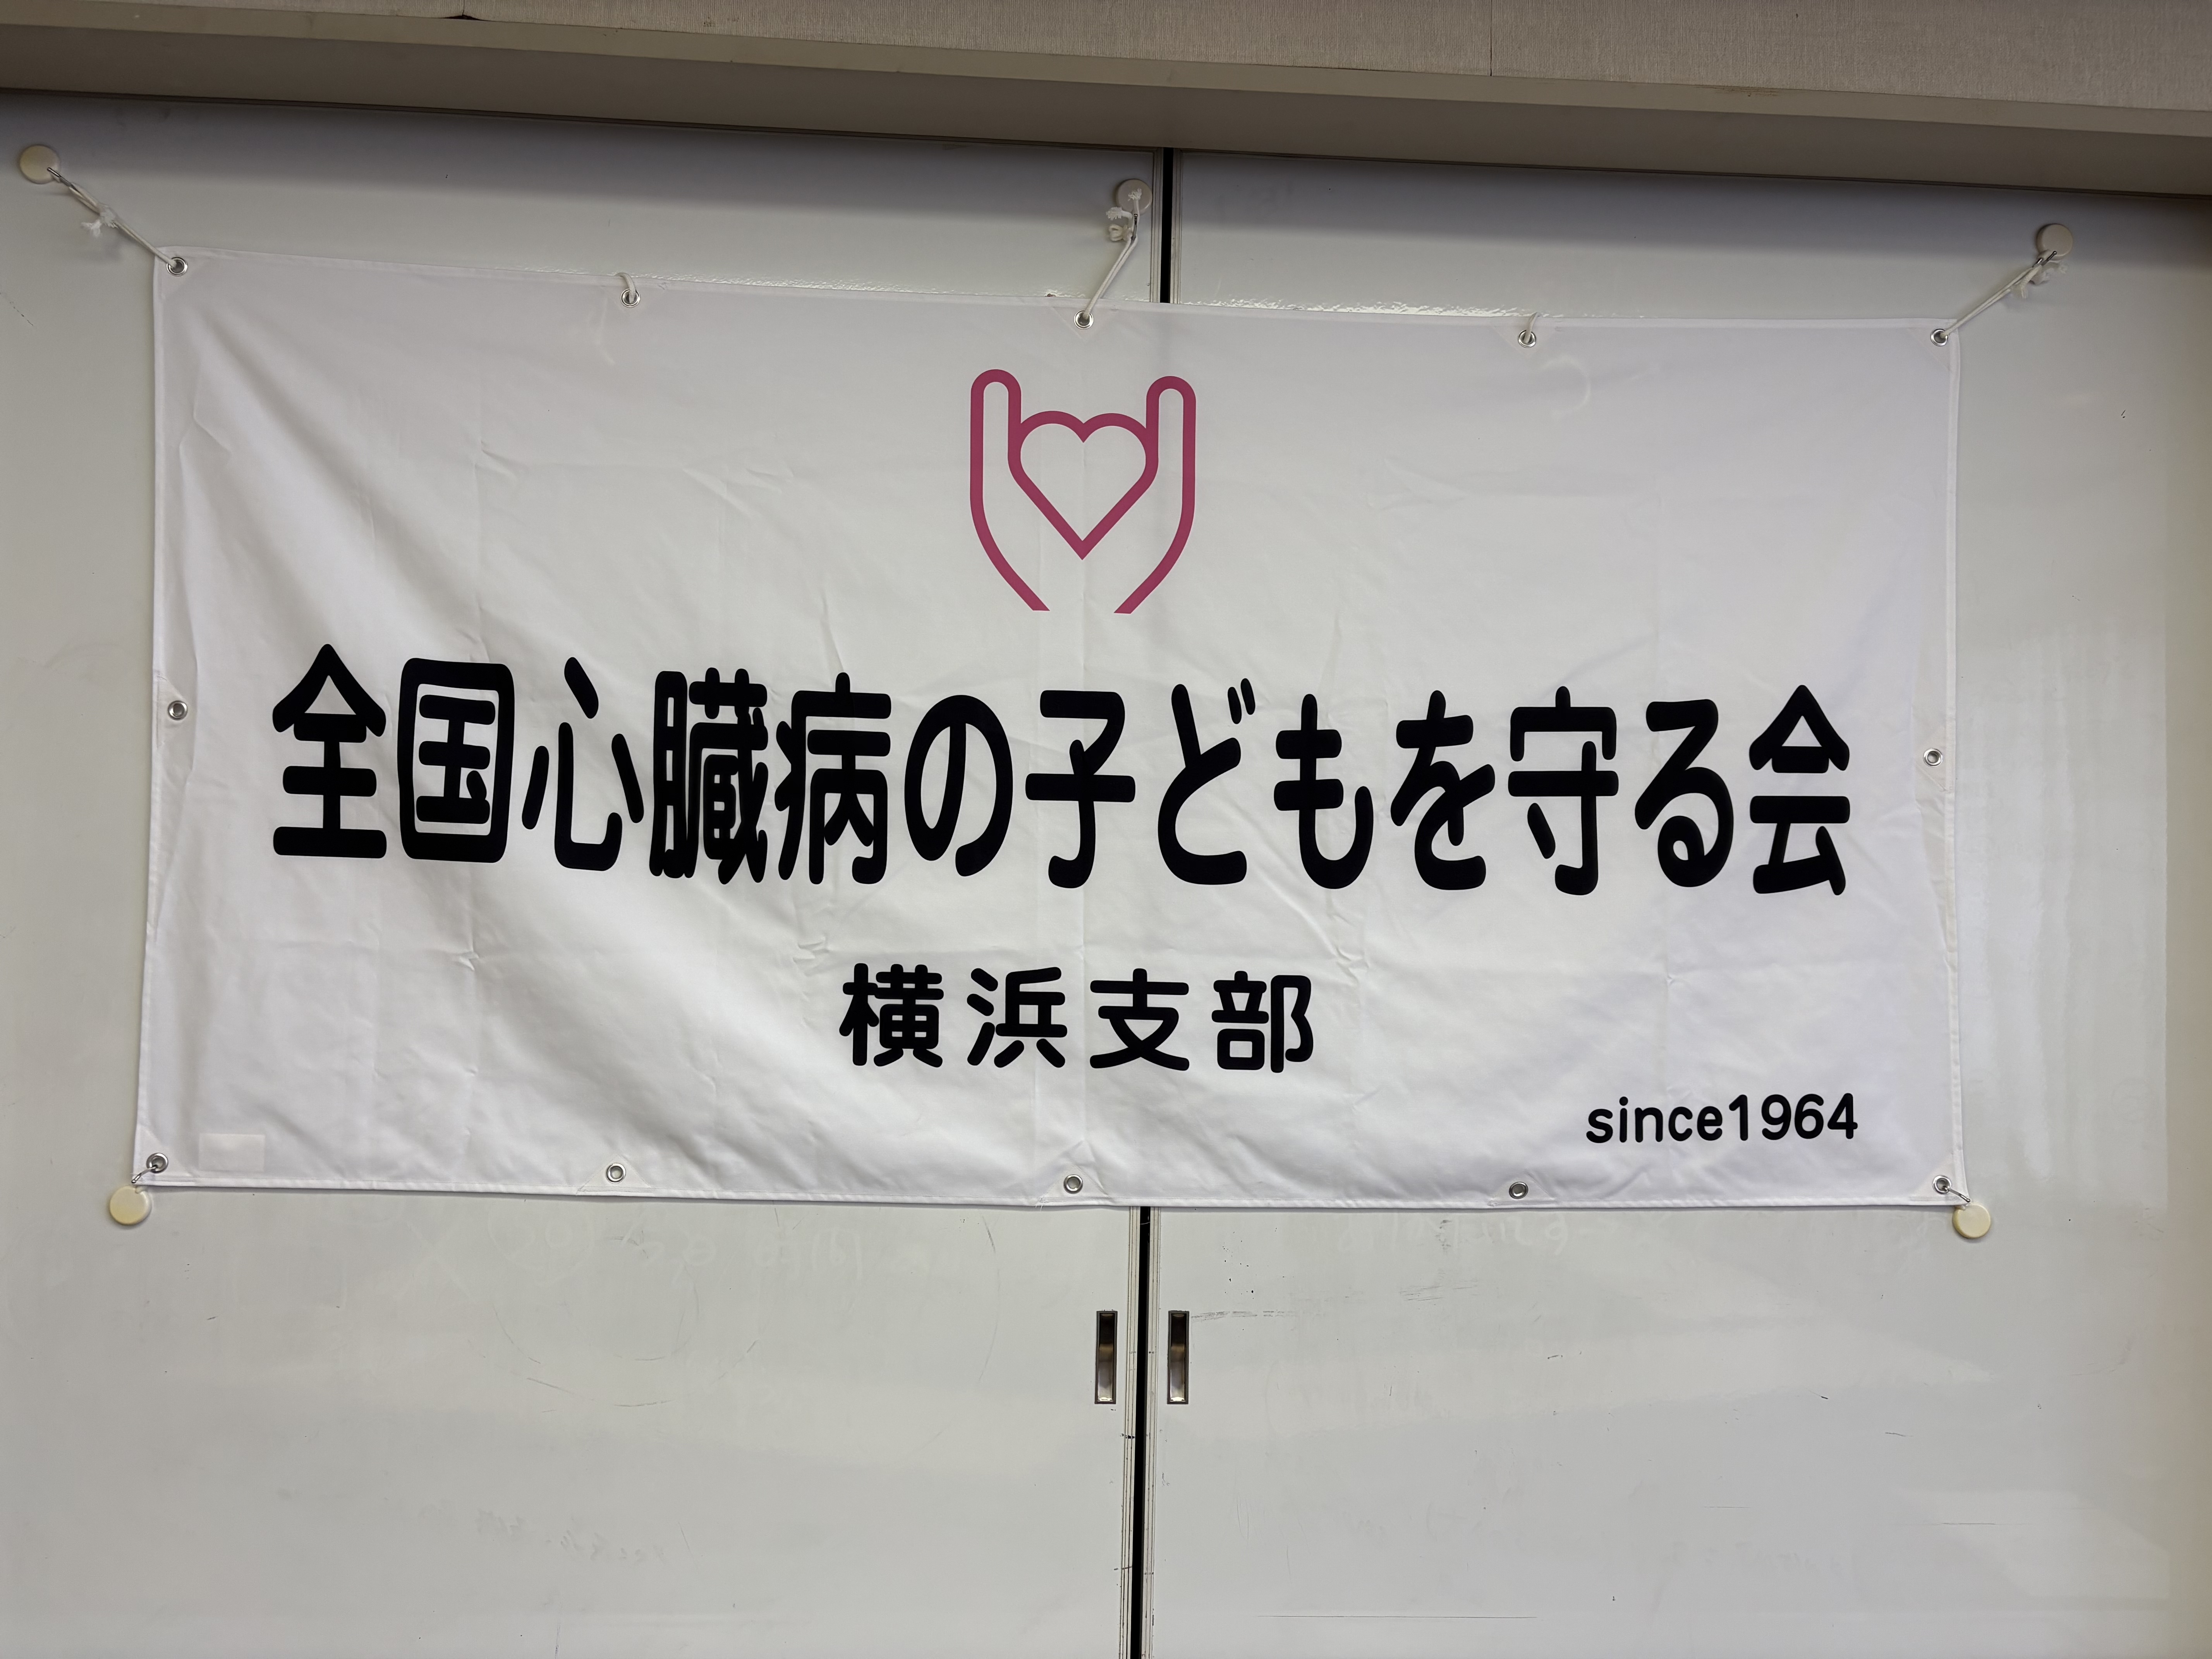 全国心臓病の子どもを守る会
横浜支部
since1964